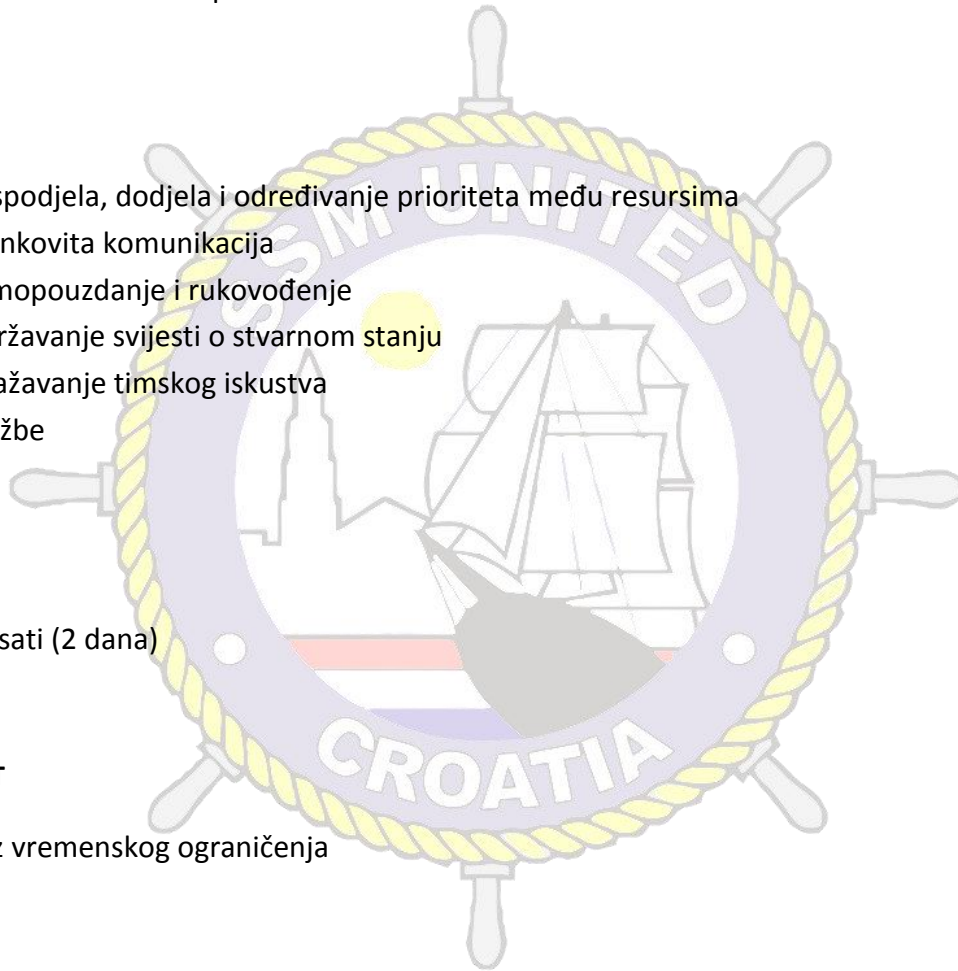 spodjela, dodjela i određivanje prioriteta među resursima
nkovita komunikacija
mopouzdanje i rukovođenje
ržavanje svijesti o stvarnom stanju
ažavanje timskog iskustva
žbe
SSM UNITED
sati (2 dana)
CROATIA
z vremenskog ograničenja